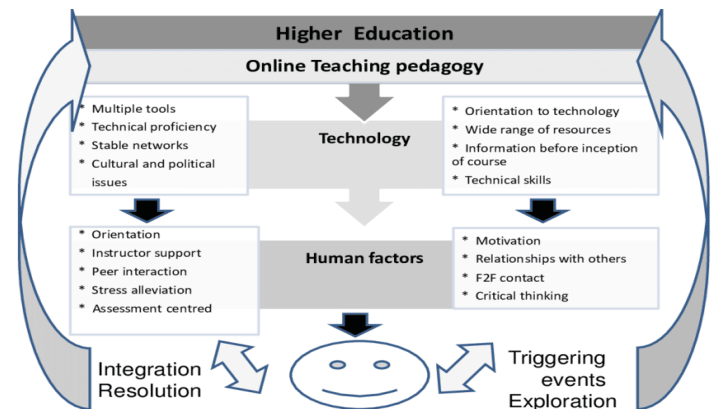 Higher Education
Online Teaching pedagogy
* Multiple tools
* Technical proficiency
* Stable networks
* Cultural and political
issues
Technology
* Orientation to technology
* Wide range of resources
* Information before inception
of course
* Technical skills
* Orientation
* Instructor support
* Peer interaction
* Stress alleviation
* Assessment centred
Human factors
* Motivation
* Relationships with others
* F2F contact
* Critical thinking
Integration
Resolution
Triggering
events
Exploration